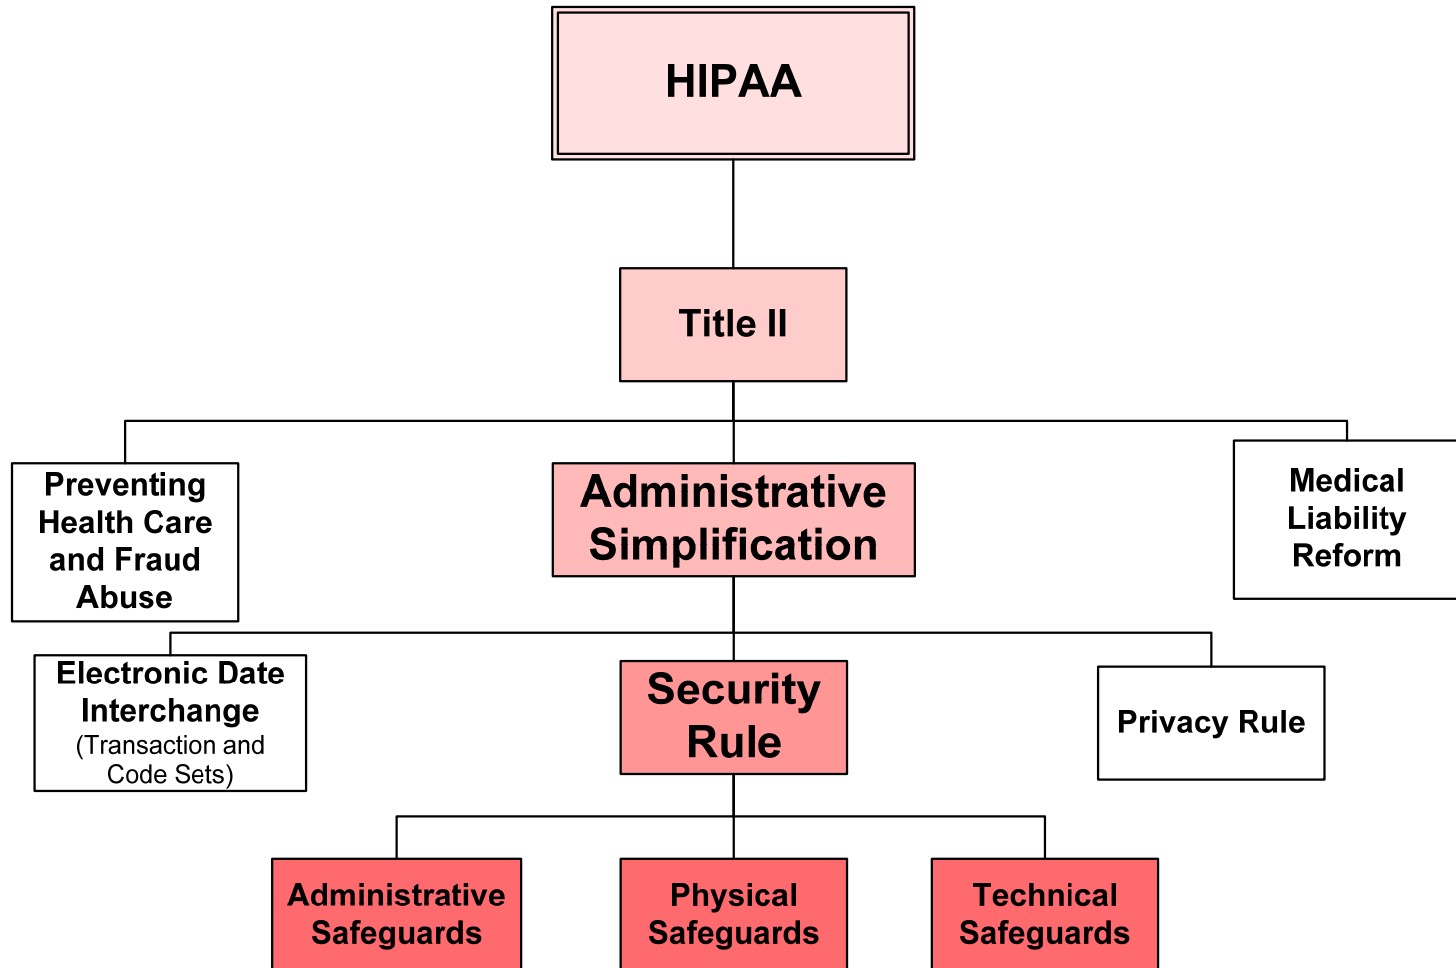 HIPAA
Title II
Preventing
Health Care
and Fraud
Abuse
Administrative
Simplification
Medical
Liability
Reform
Electronic Date
Interchange
(Transaction and
Code Sets)
Security
Rule
Privacy Rule
Administrative
Safeguards
Physical
Safeguards
Technical
Safeguards